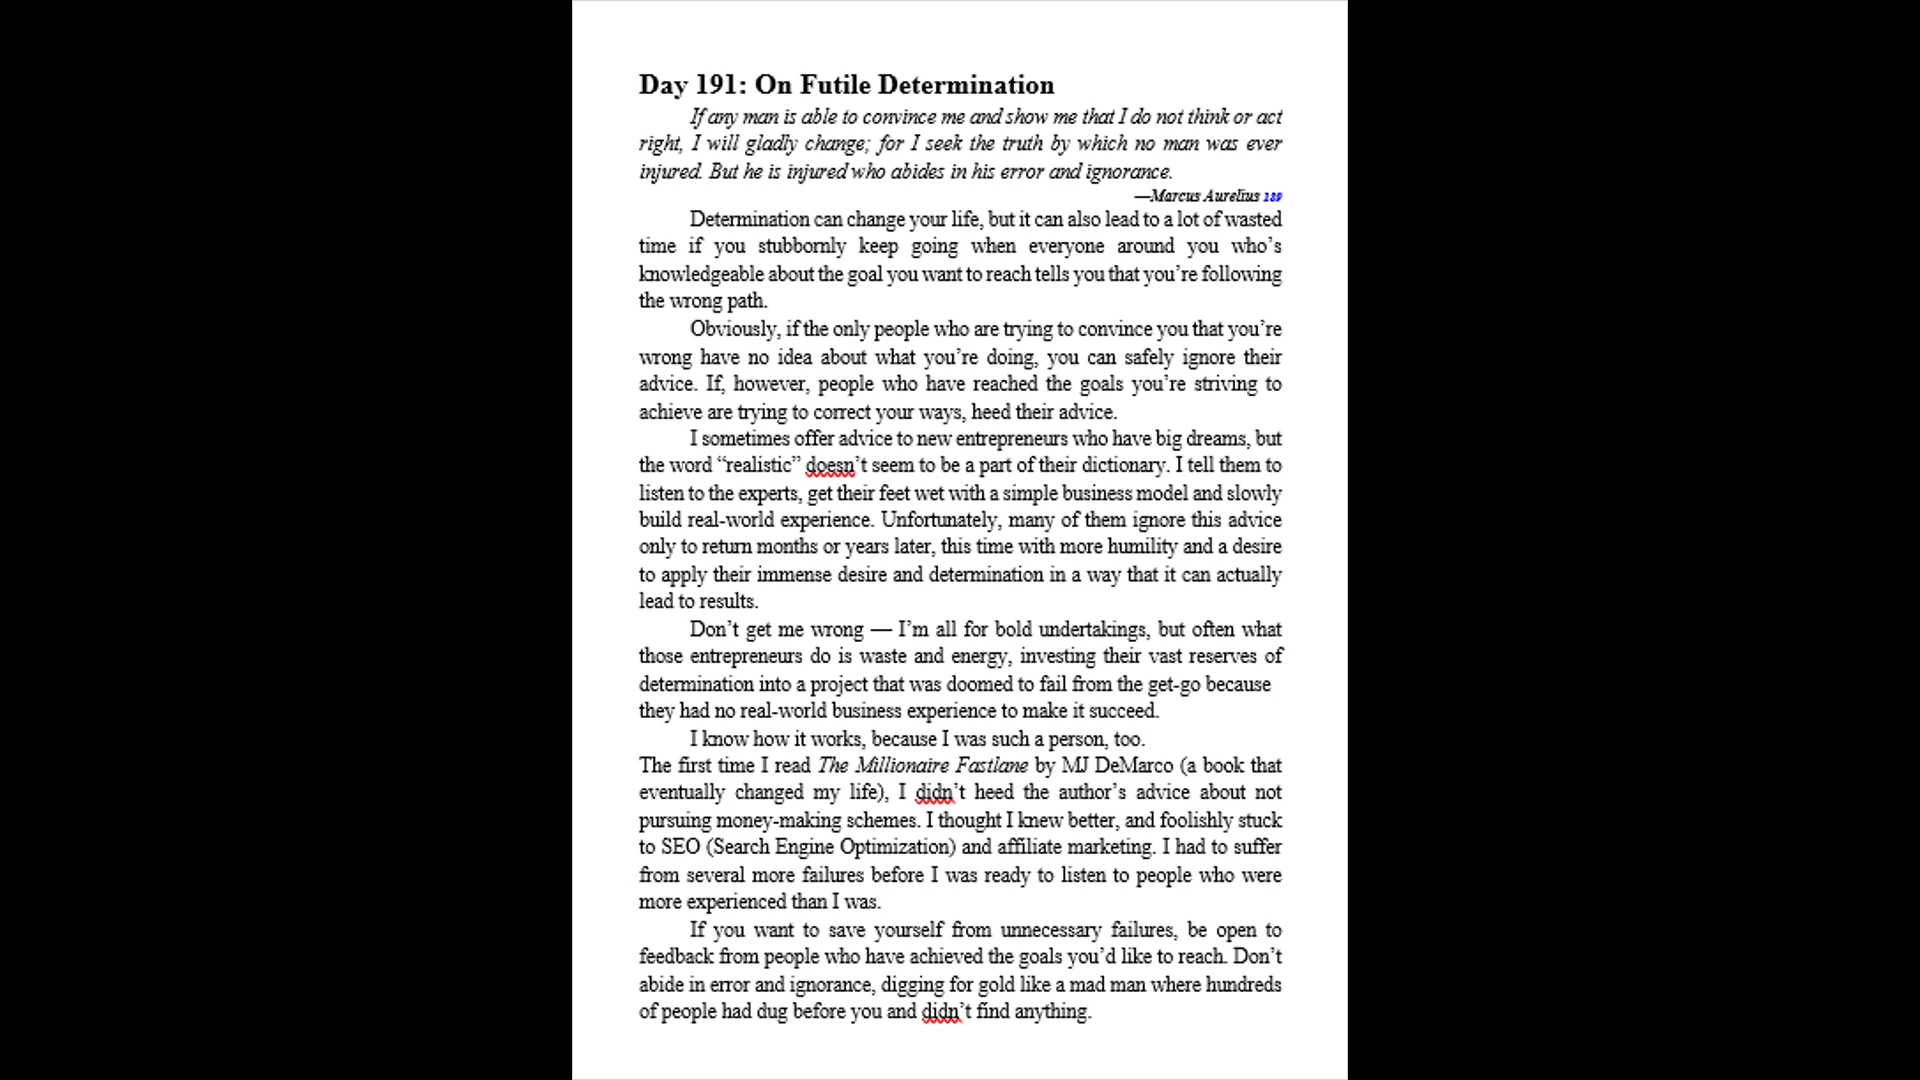 Day 191: On Futile Determination
If any man is able to convince me and show me that I do not think or act
right, I will gladly change; for I seek the truth by which no man was ever
injured. But he is injured who abides in his error and ignorance.
—Marcus Aurelius 189
Determination can change your life, but it can also lead to a lot of wasted
time if you stubbornly keep going when everyone around you who’s
knowledgeable about the goal you want to reach tells you that you’re following
the wrong path.
Obviously, if the only people who are trying to convince you that you’re
wrong have no idea about what you’re doing, you can safely ignore their
advice. If, however, people who have reached the goals you’re striving to
achieve are trying to correct your ways, heed their advice.
I sometimes offer advice to new entrepreneurs who have big dreams, but
the word “realistic” doesn’t seem to be a part of their dictionary. I tell them to
listen to the experts, get their feet wet with a simple business model and slowly
build real-world experience. Unfortunately, many of them ignore this advice
only to return months or years later, this time with more humility and a desire
to apply their immense desire and determination in a way that it can actually
lead to results.
Don’t get me wrong — I’m all for bold undertakings, but often what
those entrepreneurs do is waste and energy, investing their vast reserves of
determination into a project that was doomed to fail from the get-go because
they had no real-world business experience to make it succeed.
I know how it works, because I was such a person, too.
The first time I read The Millionaire Fastlane by MJ DeMarco (a book that
eventually changed my life), I didn’t heed the author’s advice about not
pursuing money-making schemes. I thought I knew better, and foolishly stuck
to SEO (Search Engine Optimization) and affiliate marketing. I had to suffer
from several more failures before I was ready to listen to people who were
more experienced than I was.
If you want to save yourself from unnecessary failures, be open to
feedback from people who have achieved the goals you’d like to reach. Don’t
abide in error and ignorance, digging for gold like a mad man where hundreds
of people had dug before you and didn’t find anything.